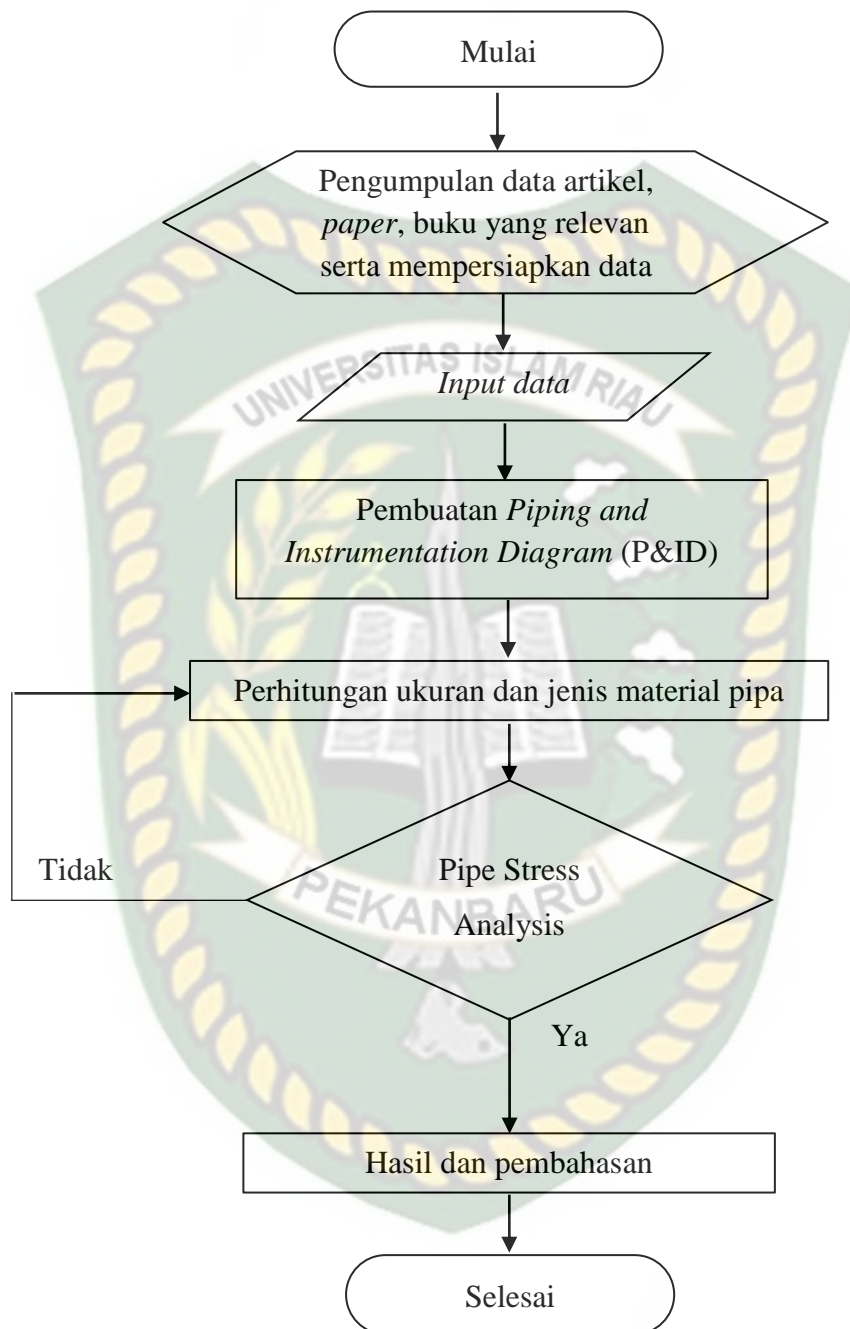 Mulai
Pengumpulan data artikel,
paper, buku yang relevan
serta mempersiapkan data
UNIVERSITAS ISLAM RIAU
Input data
Pembuatan Piping and
Instrumentation Diagram (P&ID)
Perhitungan ukuran dan jenis material pipa
Tidak
Pipe Stress
PEKANBARU
Analysis
Ya
Hasil dan pembahasan
Selesai